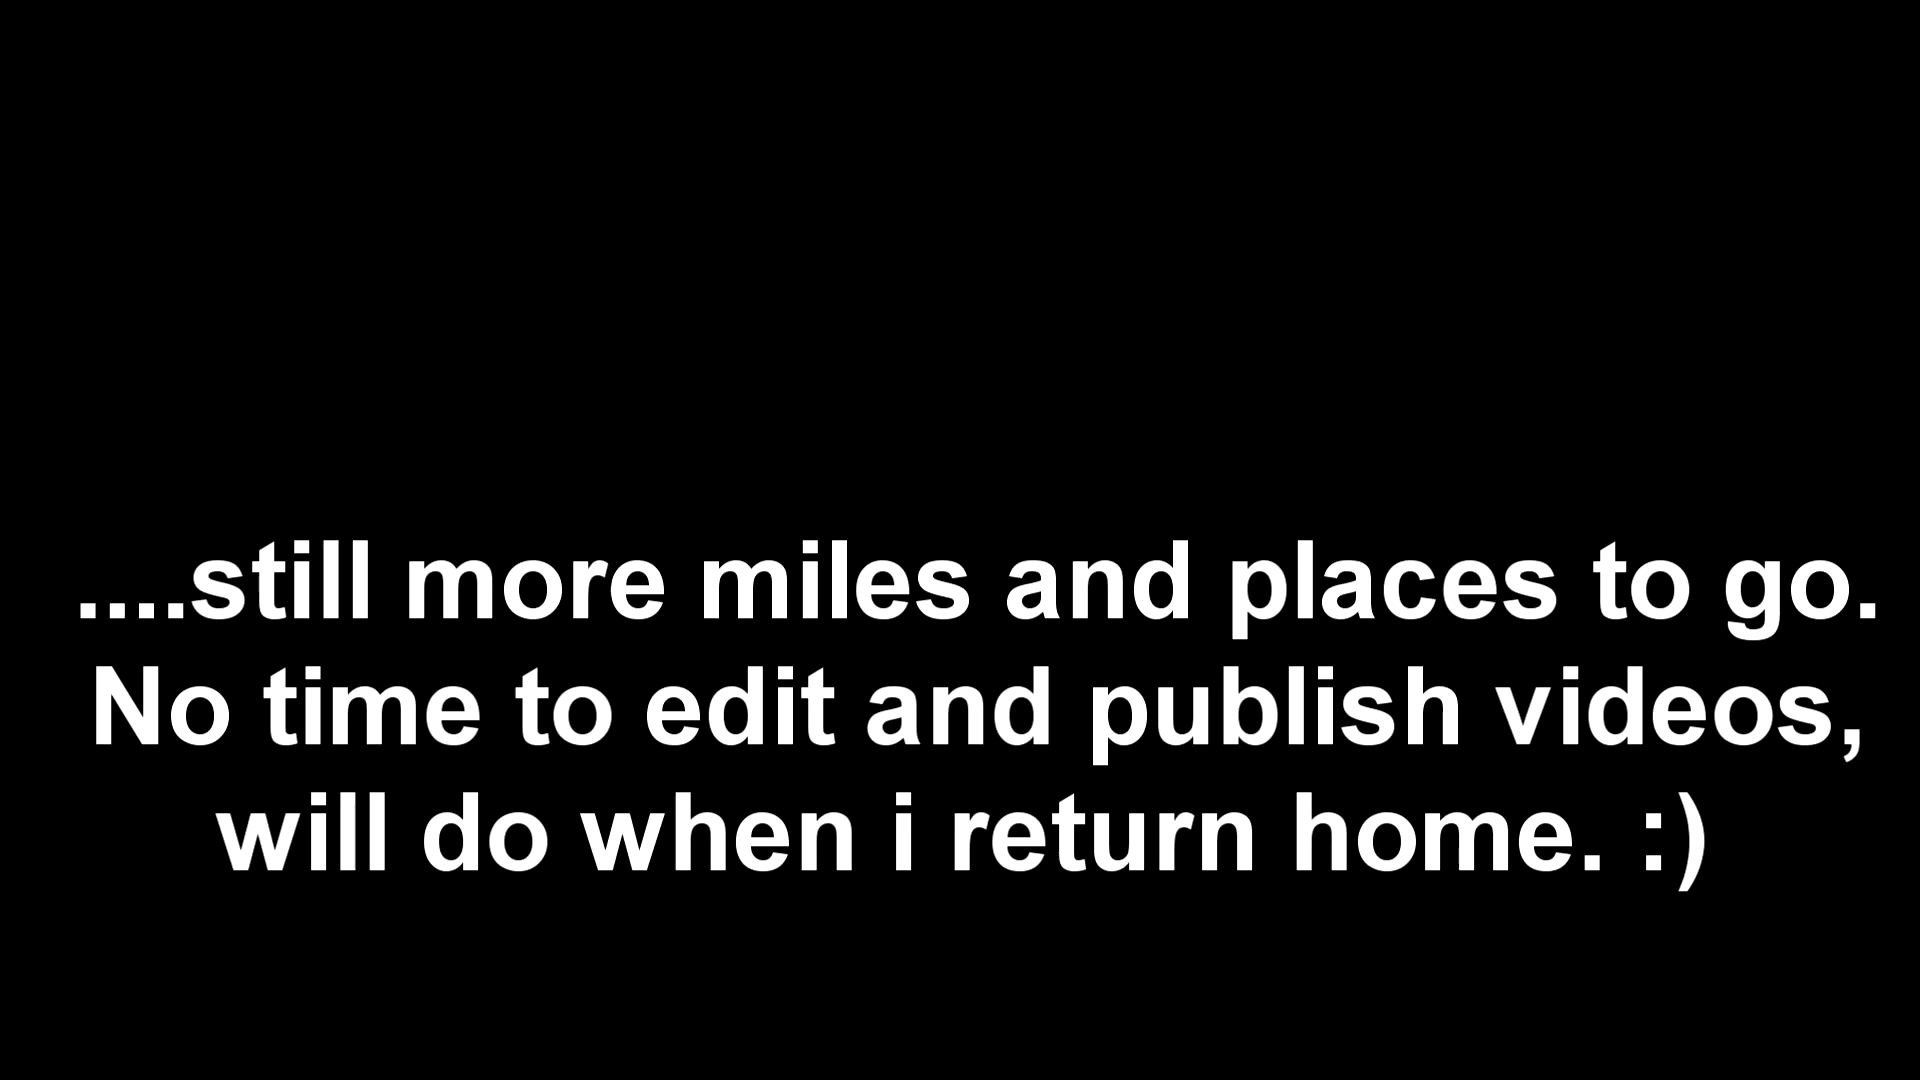 ....still more miles and places to go.
No time to edit and publish videos,
will do when i return home. :)